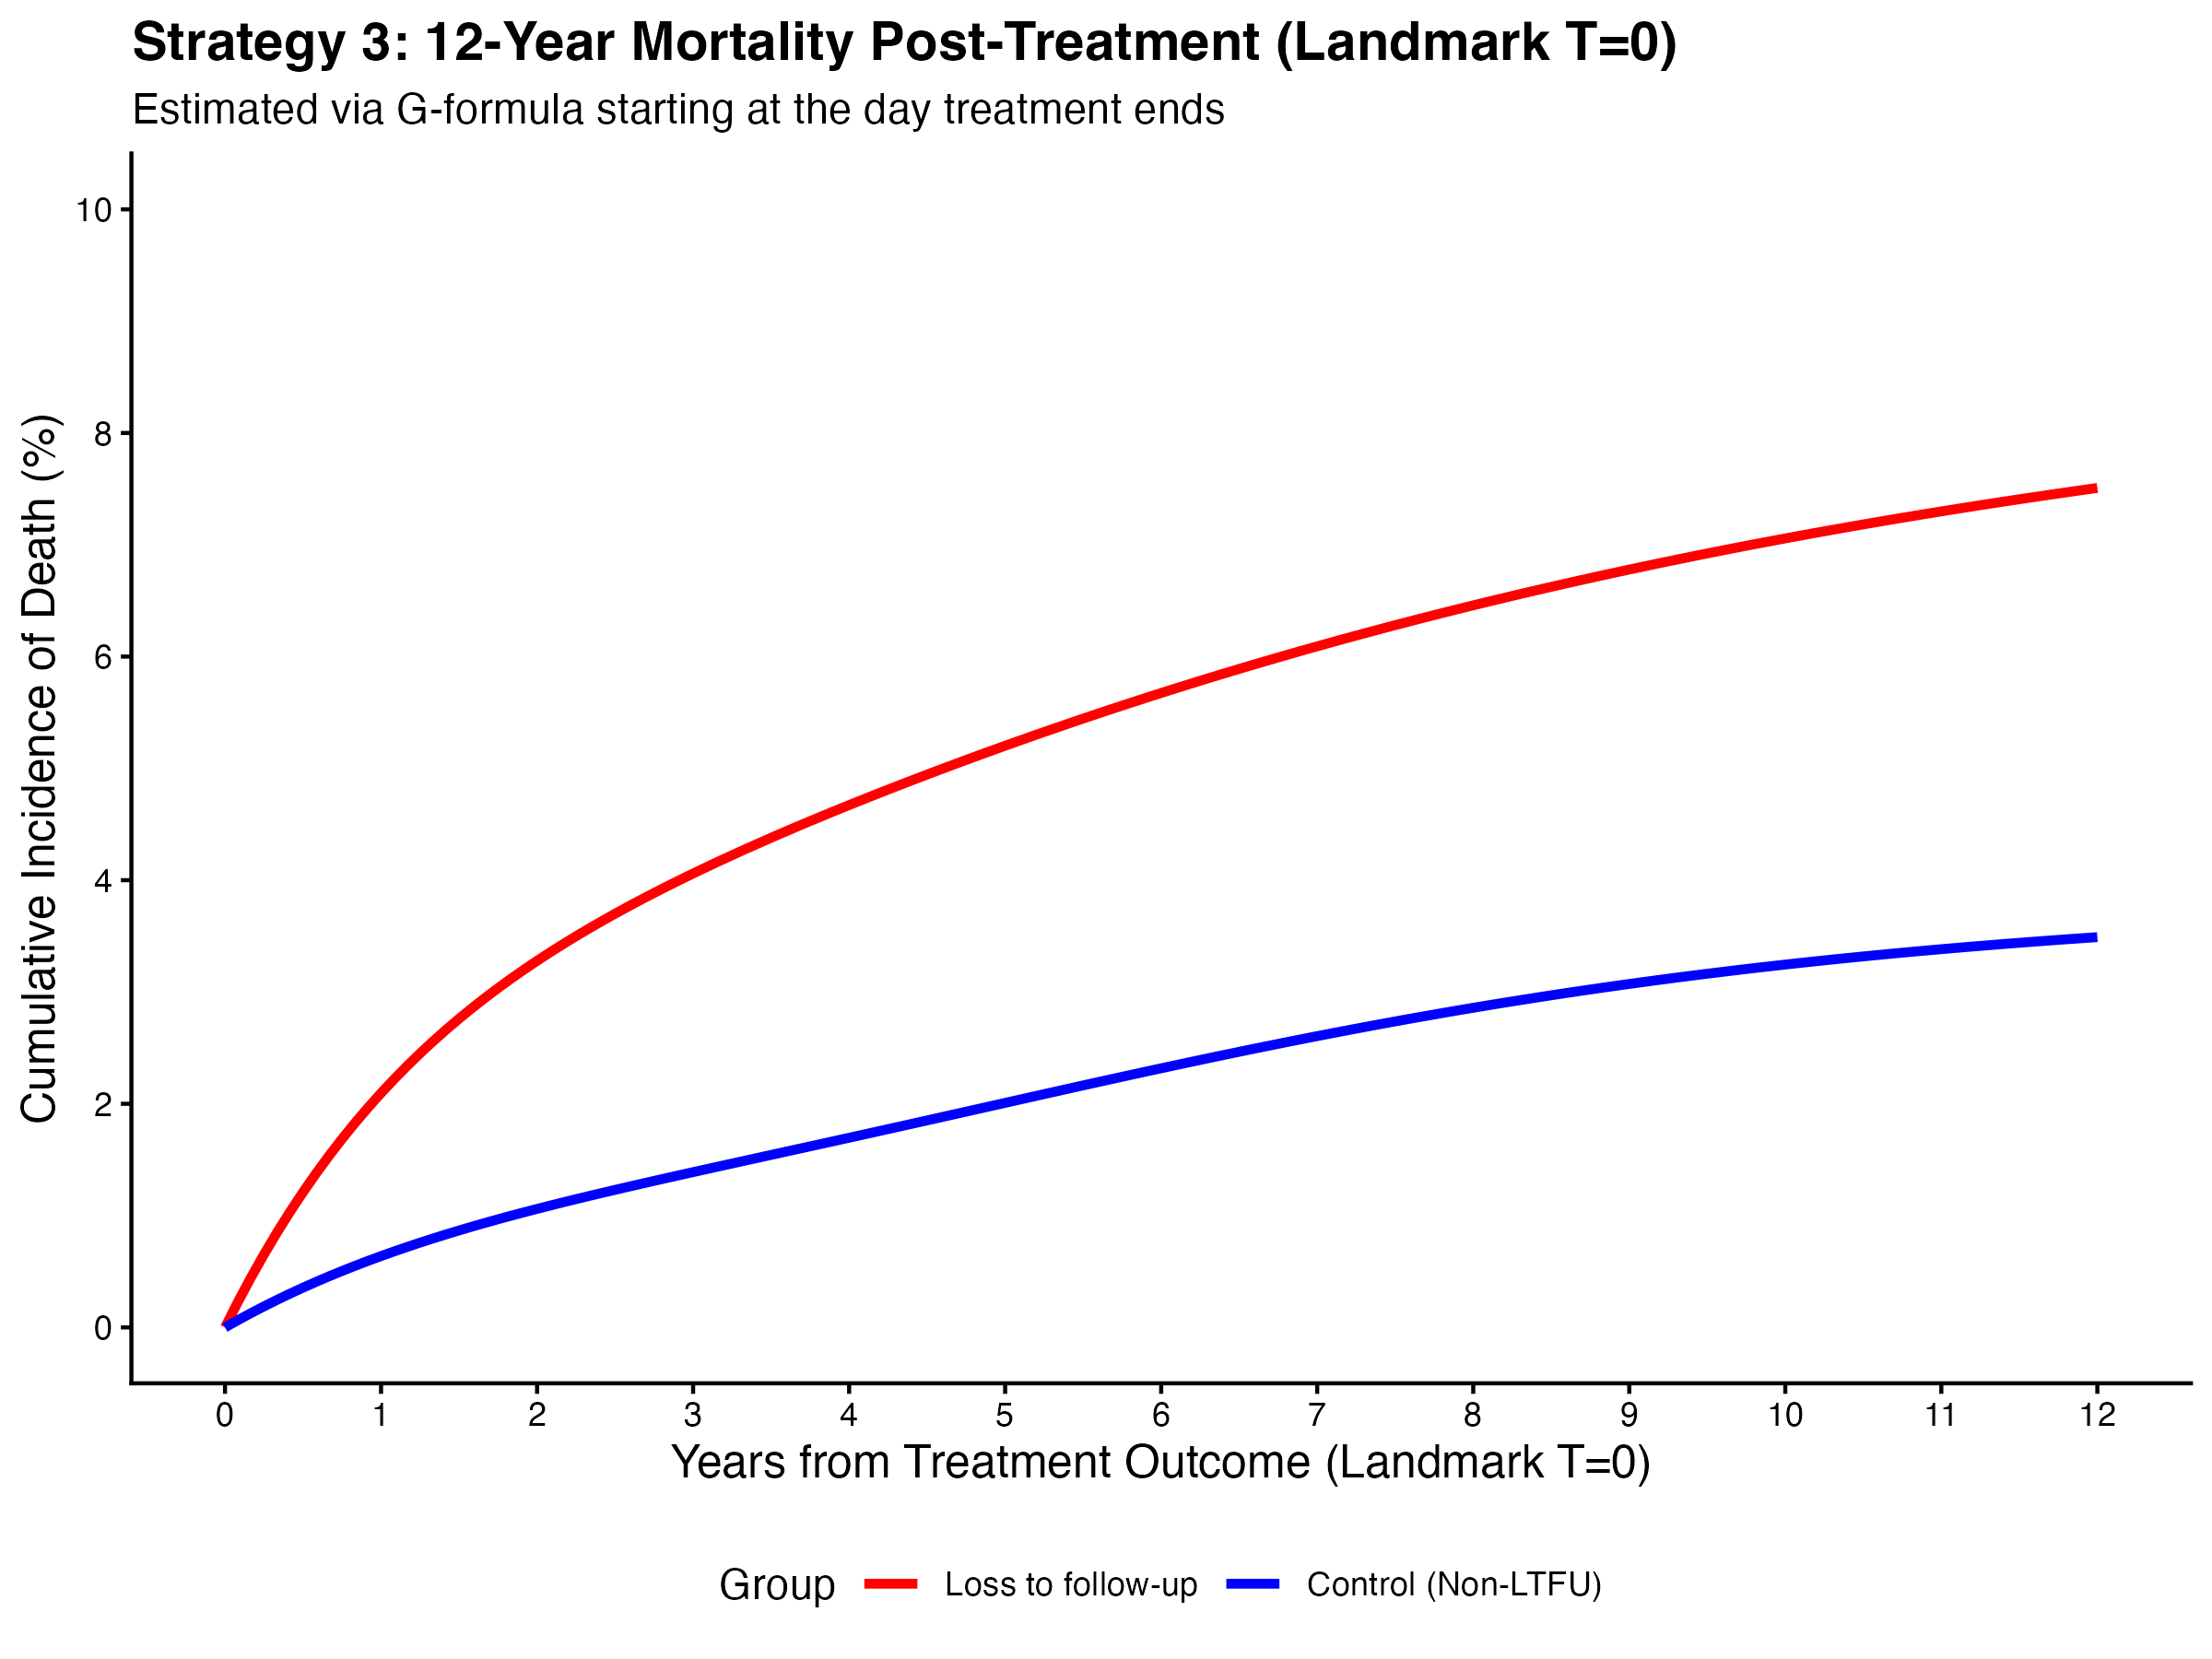 Strategy 3: 12-Year Mortality Post-Treatment (Landmark T=0)
Estimated via G-formula starting at the day treatment ends
Cumulative Incidence of Death (%)
10
8
6
4
2
0
0 1 2 3 4 5 6 7 8 9 10 11 12
Years from Treatment Outcome (Landmark T=0)
Group Loss to follow-up Control (Non-LTFU)